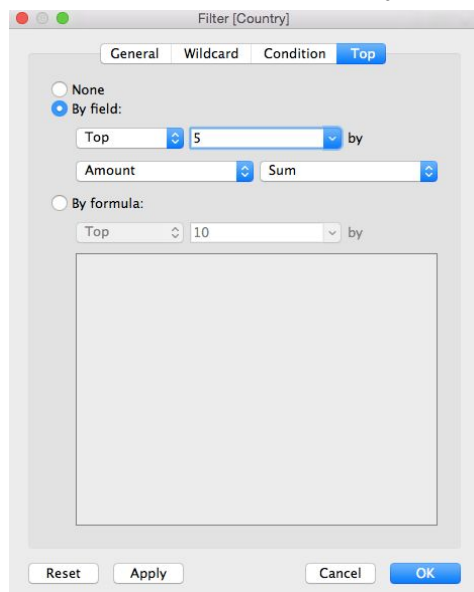 Filter [Country]
General Wildcard Condition Top
None
By field:
Top 5 by
Amount Sum
By formula:
Top 10 by
Reset Apply Cancel OK